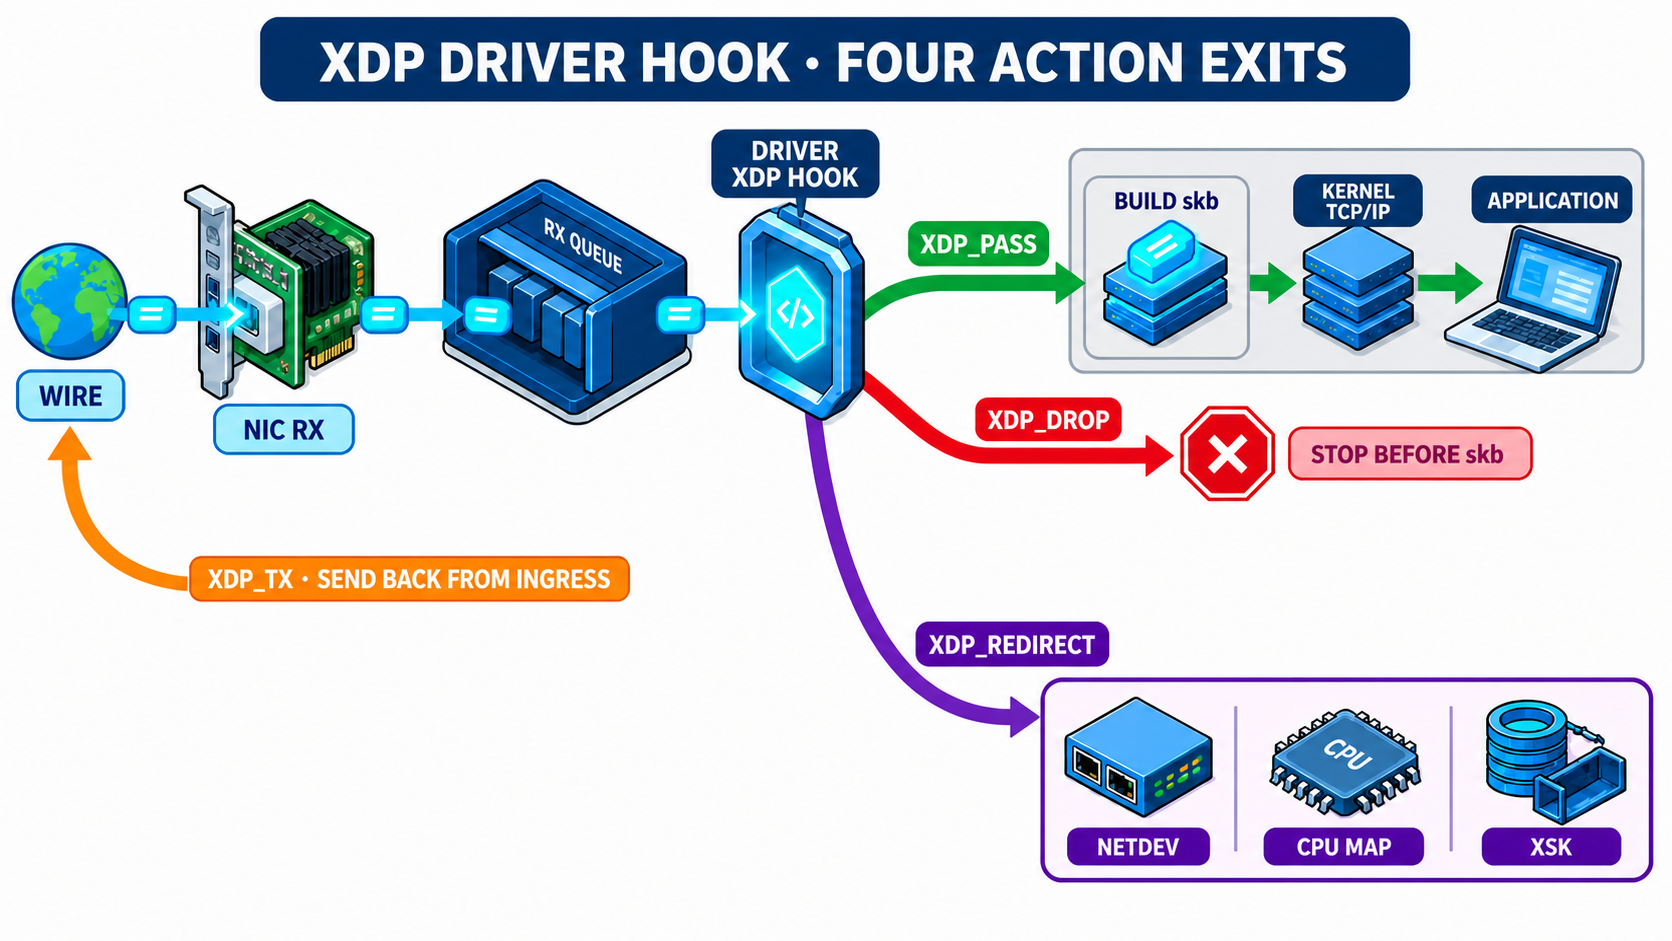 XDP DRIVER HOOK · FOUR ACTION EXITS
DRIVER
XDP HOOK
RX QUEUE
WIRE
NIC RX
XDP_PASS
BUILD skb
KERNEL
TCP/IP
APPLICATION
XDP_DROP
STOP BEFORE skb
XDP_TX · SEND BACK FROM INGRESS
XDP_REDIRECT
CPU
NETDEV
CPU MAP
XSK